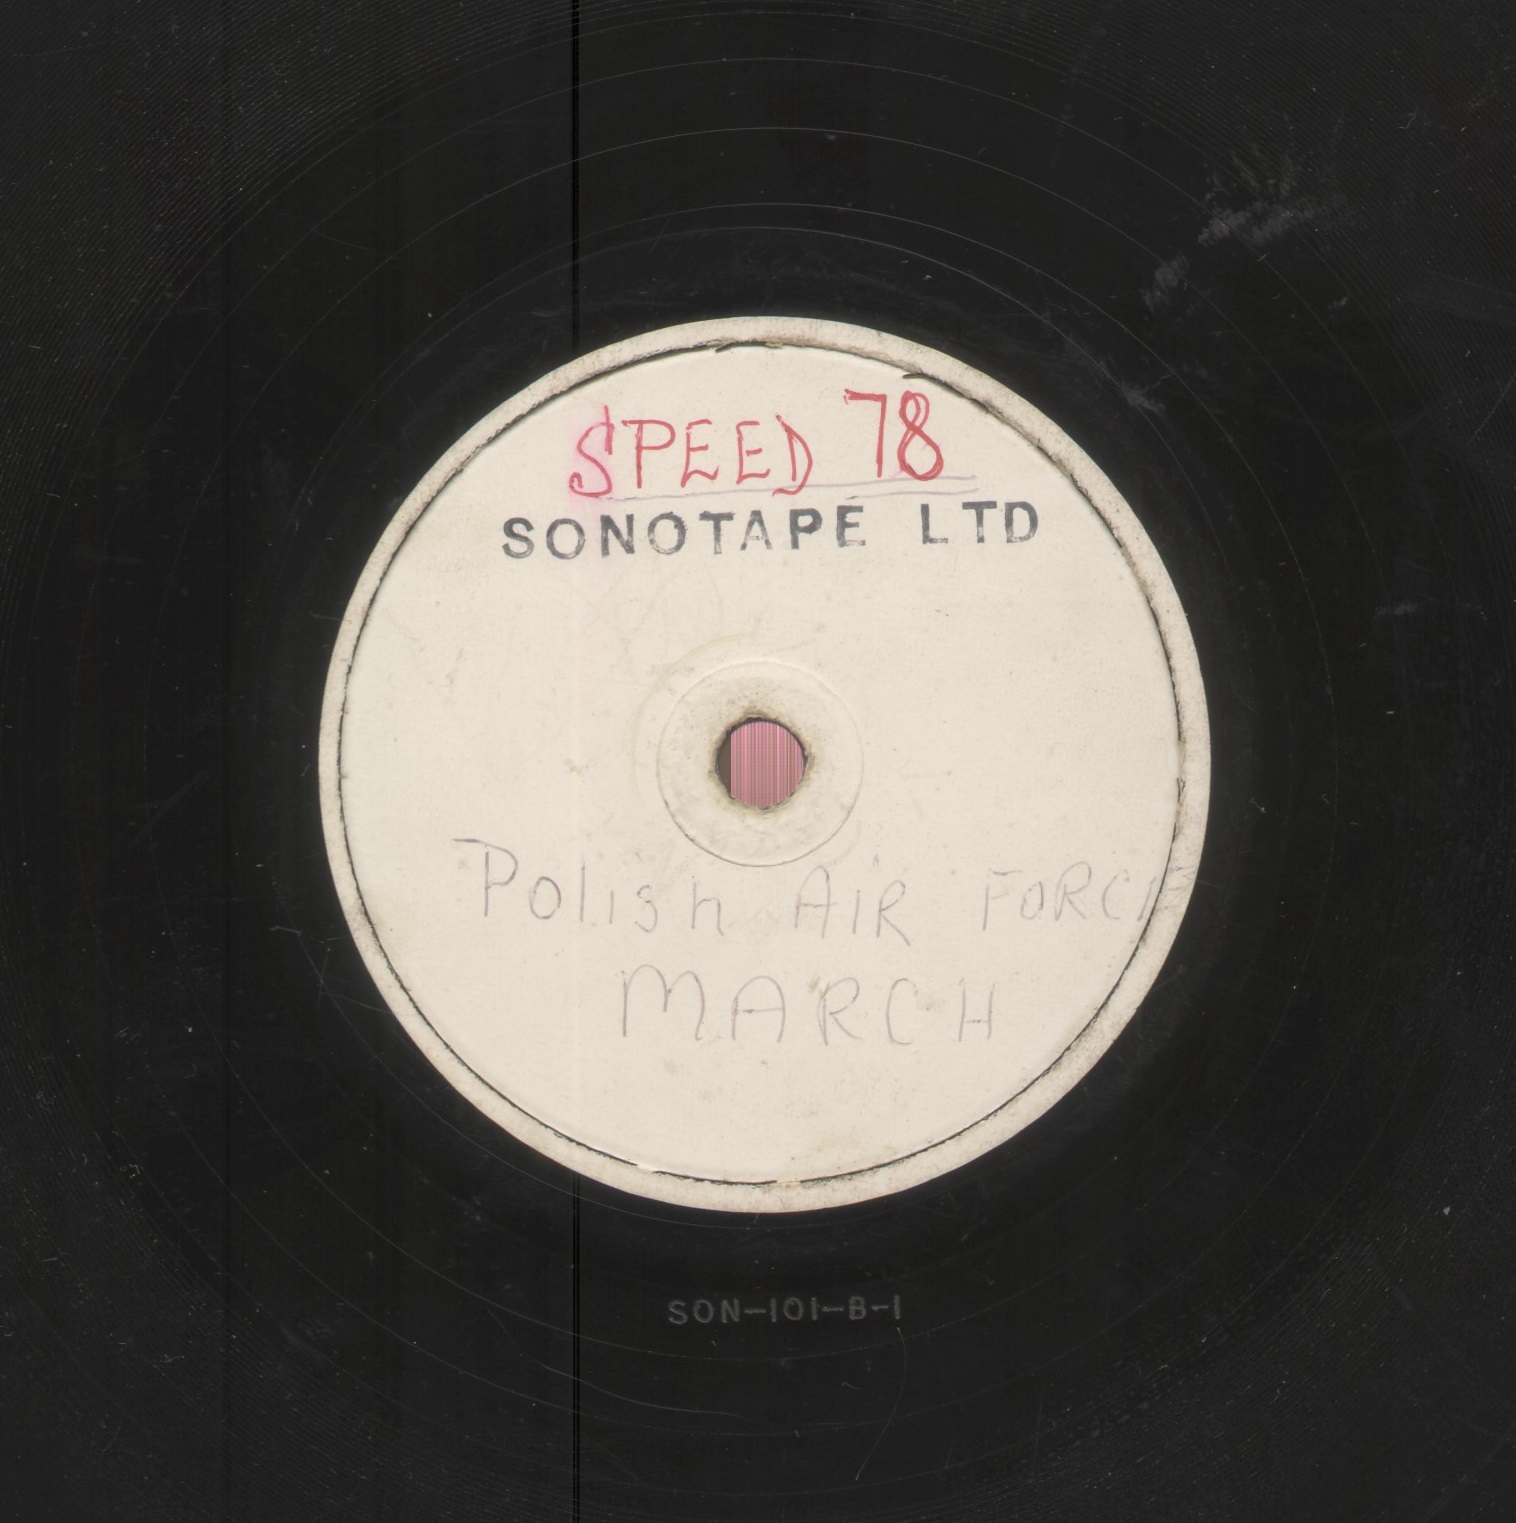 SPEED 78
SONOTAPE LTD
Polish AIR FORCE
MARCH
SON-101-B-1